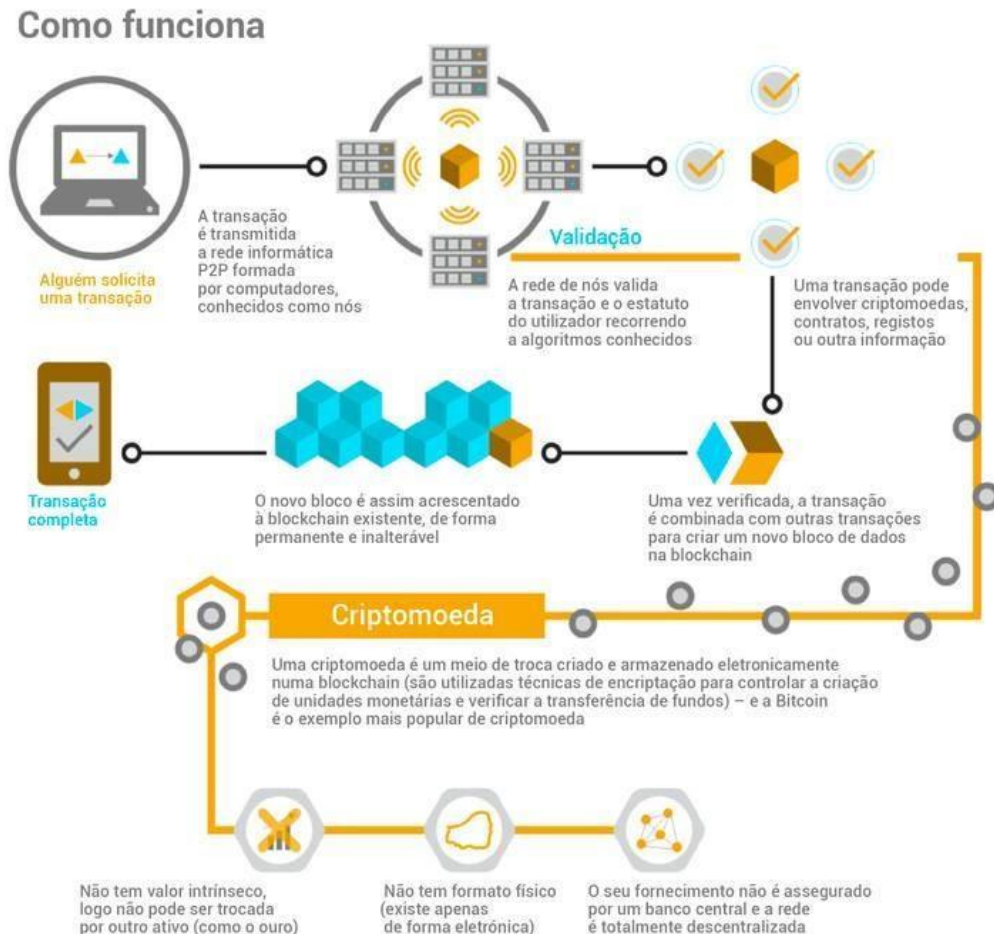 Como funciona
Alguém solicita
uma transação
A transação
é transmitida
a rede informática
P2P formada
por computadores,
conhecidos como nós
Validação
A rede de nós valida
a transação e o estatuto
do utilizador recorrendo
a algoritmos conhecidos
Uma transação pode
envolver criptomoedas,
contratos, registos
ou outra informação
Transação
completa
O novo bloco é assim acrescentado
à blockchain existente, de forma
permanente e inalterável
Uma vez verificada, a transação
é combinada com outras transações
para criar um novo bloco de dados
na blockchain
Criptomoeda
Uma criptomoeda é um meio de troca criado e armazenado eletronicamente
numa blockchain (são utilizadas técnicas de encriptação para controlar a criação
de unidades monetárias e verificar a transferência de fundos) – e a Bitcoin
é o exemplo mais popular de criptomoeda
Não tem valor intrínseco,
logo não pode ser trocada
por outro ativo (como o ouro)
Não tem formato físico
(existe apenas
de forma eletrónica)
O seu fornecimento não é assegurado
por um banco central e a rede
é totalmente descentralizada